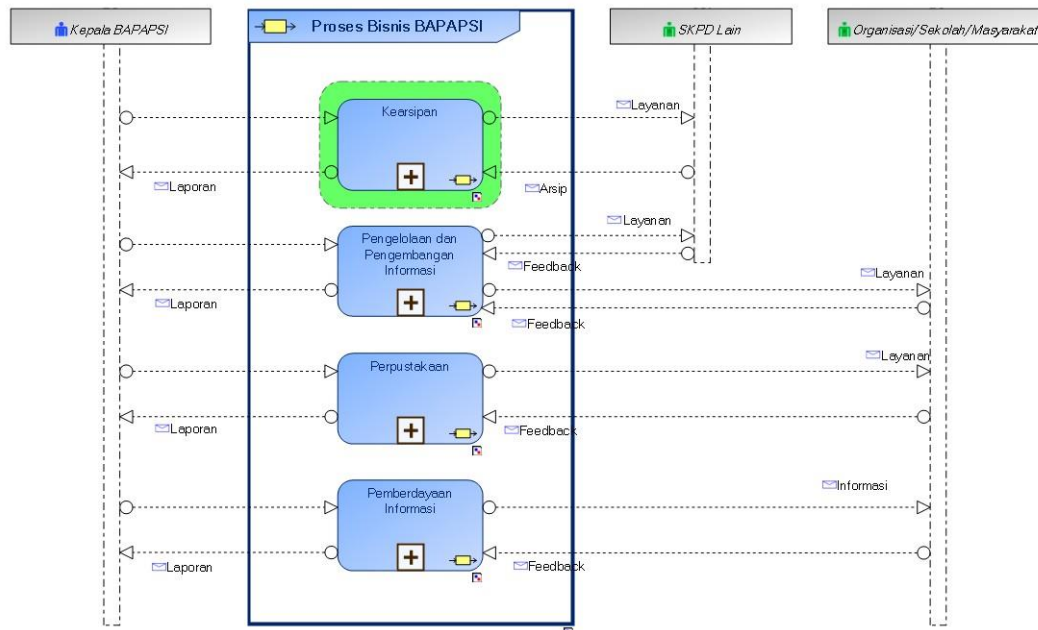 Kepala BAPAPSI
Proses Bisnis BAPAPSI
SKPD Lain
Organisasi/Sekolah/Masyarakat
Kearsipan
Layanan
Laporan
Arsip
Pengelolaan dan
Pengembangan
Informasi
Layanan
Feedback
Layanan
Laporan
Feedback
Perpustakaan
Layanan
Laporan
Feedback
Pemberdayaan
Informasi
Informasi
Laporan
Feedback